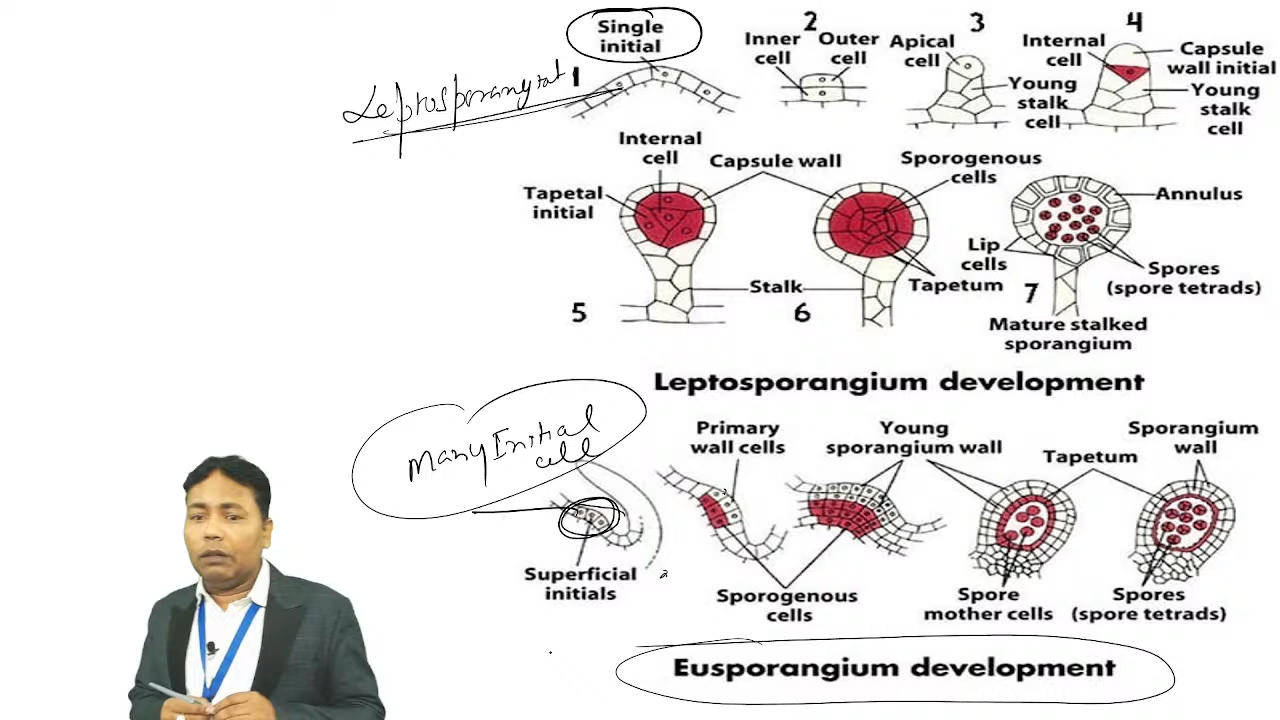 Single
initial
1
2
Inner
cell
Outer
cell
3
Apical
cell
Young
stalk
cell
4
Internal
cell
Capsule
wall initial
Young
stalk
cell
Leptosporangiat
Internal
cell
Tapetal
initial
Capsule wall
Sporogenous
cells
Annulus
Lip
cells
Spores
(spore tetrads)
Stalk
Tapetum
5
6
7
Mature stalked
sporangium
Leptosporangium development
Many Initial
cell
Primary
wall cells
Young
sporangium wall
Tapetum
Sporangium
wall
Superficial
initials
Sporogenous
cells
Spore
mother cells
Spores
(spore tetrads)
Eusporangium development